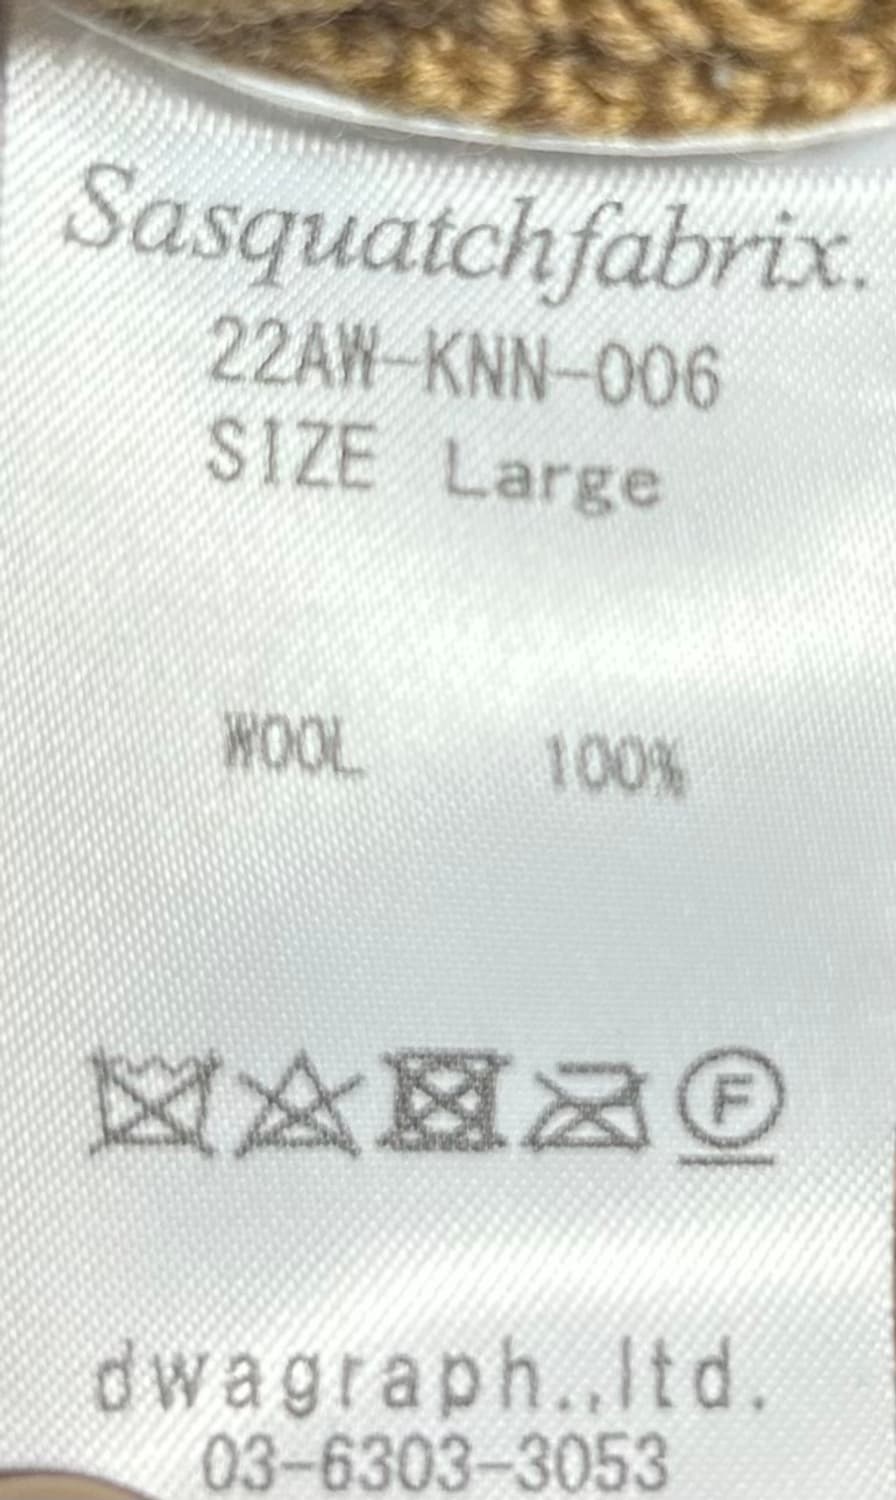 Sasquatchfabrix.
22AW-KNN-006
SIZE Large
WOOL 100%
F
dwagraph.,ltd.
03-6303-3053